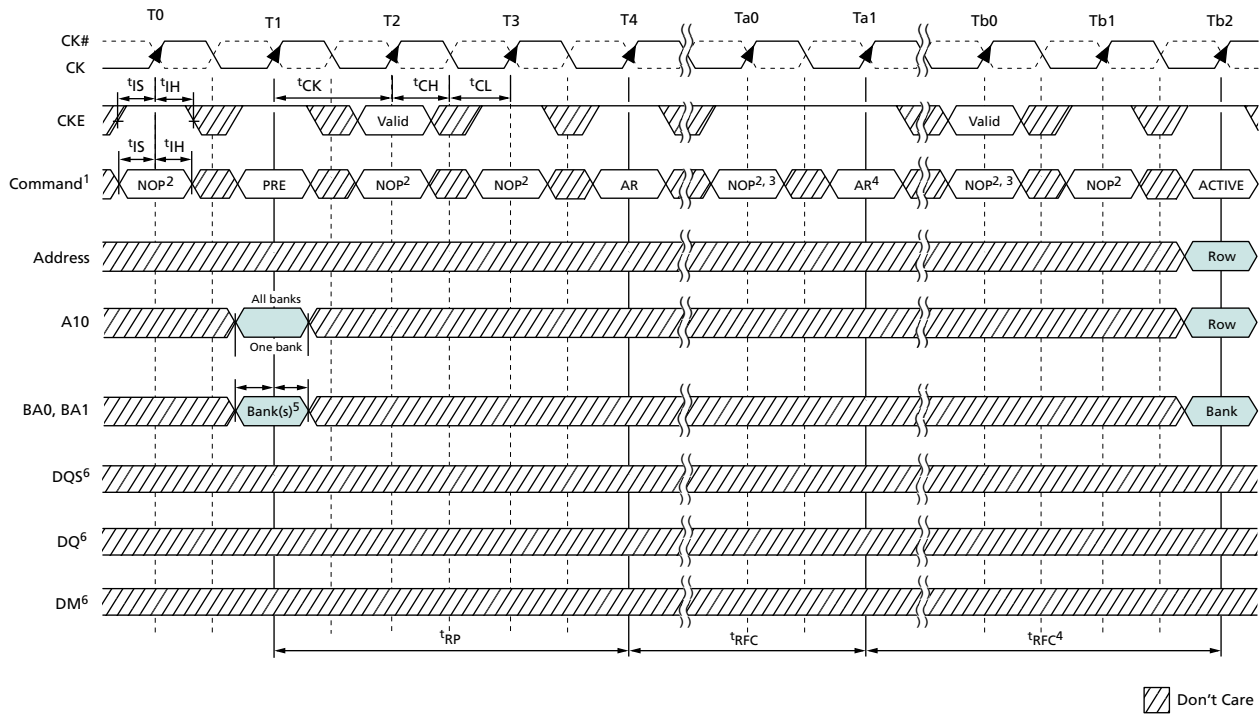 T0 T1 T2 T3 T4 Ta0 Ta1 Tb0 Tb1 Tb2
CK#
CK
tIS tIH tCK tCH tCL
CKE Valid Valid
tIS tIH
Command1 NOP2 PRE NOP2 NOP2 AR NOP2, 3 AR4 NOP2, 3 NOP2 ACTIVE
Address Row
All banks
A10 Row
One bank
BA0, BA1 Bank(s)5 Bank
DQS6
DQ6
DM6
tRP tRFC tRFC4
Don't Care